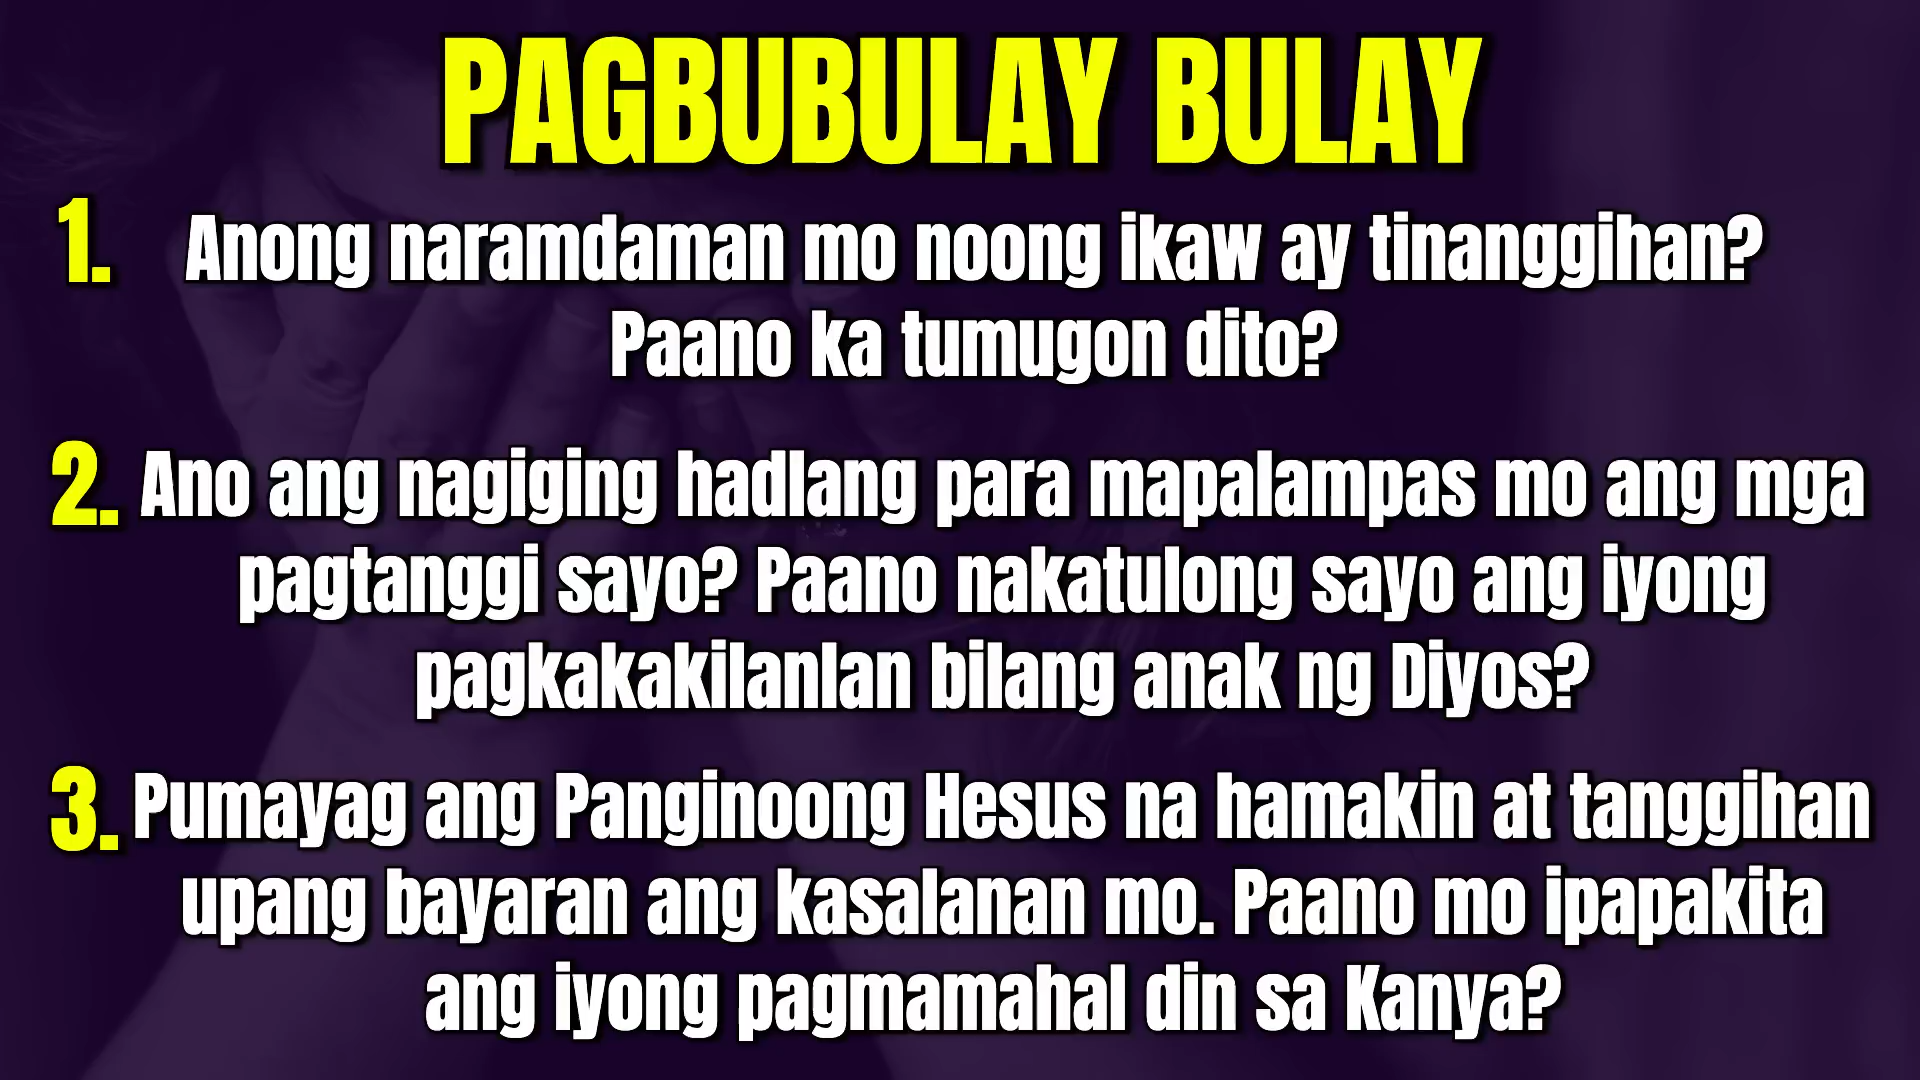 PAGBUBULAY BULAY
1. Anong naramdaman mo noong ikaw ay tinanggihan?
Paano ka tumugon dito?
2. Ano ang nagiging hadlang para mapalampas mo ang mga
pagtanggi sayo? Paano nakatulong sayo ang iyong
pagkakakilanlan bilang anak ng Diyos?
3. Pumayag ang Panginoong Hesus na hamakin at tanggihan
upang bayaran ang kasalanan mo. Paano mo ipapakita
ang iyong pagmamahal din sa Kanya?